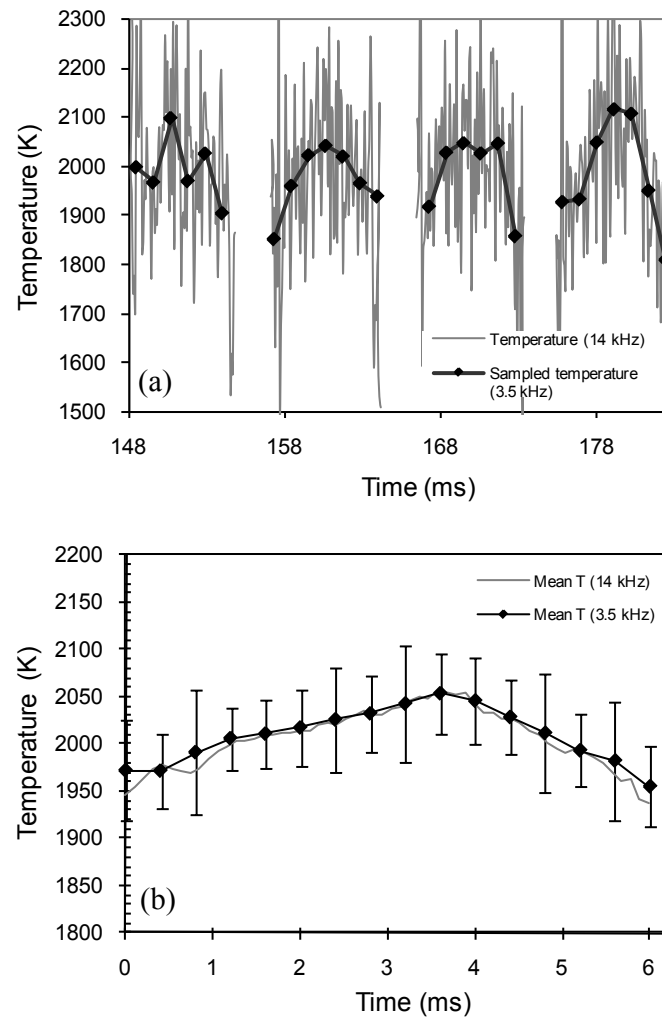 2300
2200
2100
2000
1900
1800
1700
1600
1500
Temperature (K)
(a)
Temperature (14 kHz)
Sampled temperature
(3.5 kHz)
148 158 168 178
Time (ms)
2200
2150
2100
2050
2000
1950
1900
1850
1800
Temperature (K)
Mean T (14 kHz)
Mean T (3.5 kHz)
(b)
0 1 2 3 4 5 6
Time (ms)